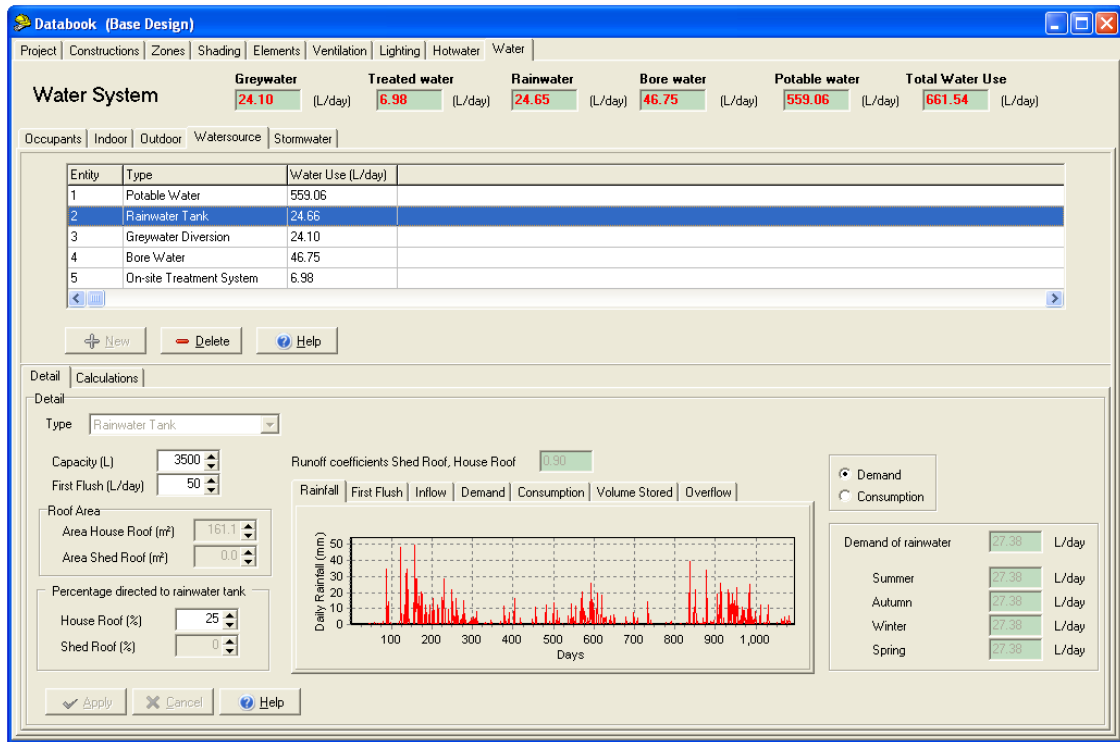 Databook (Base Design)
Project Constructions Zones Shading Elements Ventilation Lighting Hotwater Water
Water System
Greywater Treated water Rainwater Bore water Potable water Total Water Use
24.10 (L/day) 6.98 (L/day) 24.65 (L/day) 46.75 (L/day) 559.06 (L/day) 661.54 (L/day)
Occupants Indoor Outdoor Watersource Stormwater
Entity Type Water Use (L/day)
1 Potable Water 559.06
2 Rainwater Tank 24.66
3 Greywater Diversion 24.10
4 Bore Water 46.75
5 On-site Treatment System 6.98
New Delete Help
Detail Calculations
Detail
Type Rainwater Tank
Capacity (L) 3500
First Flush (L/day) 50
Roof Area
Area House Roof (m²) 161.1
Area Shed Roof (m²) 0.0
Percentage directed to rainwater tank
House Roof (%) 25
Shed Roof (%) 0
Runoff coefficients Shed Roof, House Roof 0.90
Rainfall First Flush Inflow Demand Consumption Volume Stored Overflow
Daily Rainfall (mm)
50
40
30
20
10
0
100 200 300 400 500 600 700 800 900 1,000
Days
Demand
Consumption
Demand of rainwater 27.38 L/day
Summer 27.38 L/day
Autumn 27.38 L/day
Winter 27.38 L/day
Spring 27.38 L/day
Apply Cancel Help